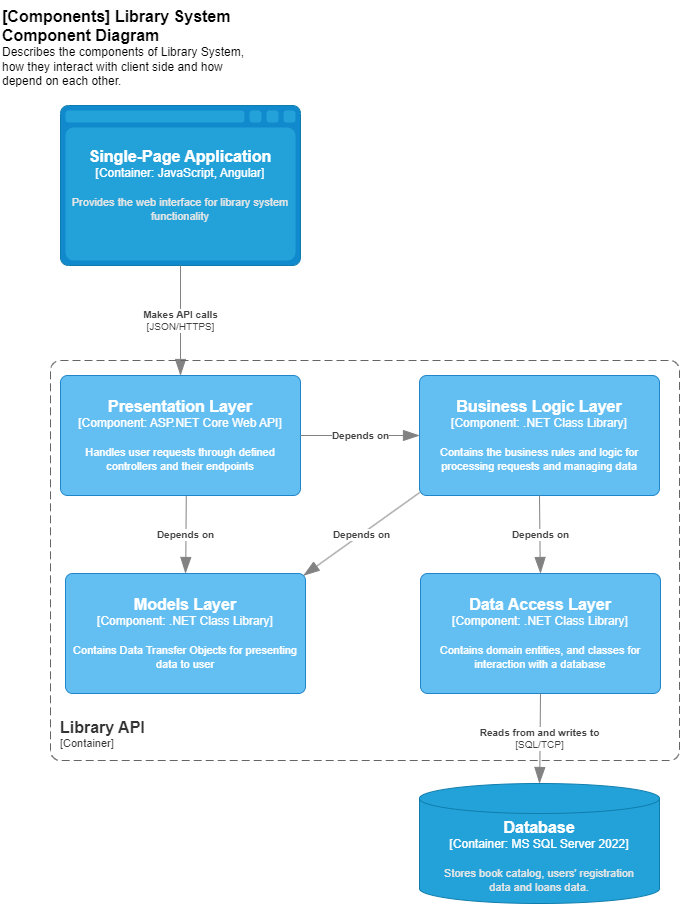 [Components] Library System
Component Diagram
Describes the components of Library System,
how they interact with client side and how
depend on each other.
Single-Page Application
[Container: JavaScript, Angular]
Provides the web interface for library system
functionality
Makes API calls
[JSON/HTTPS]
Presentation Layer
[Component: ASP.NET Core Web API]
Handles user requests through defined
controllers and their endpoints
Depends on
Business Logic Layer
[Component: .NET Class Library]
Contains the business rules and logic for
processing requests and managing data
Depends on
Depends on
Depends on
Models Layer
[Component: .NET Class Library]
Contains Data Transfer Objects for presenting
data to user
Data Access Layer
[Component: .NET Class Library]
Contains domain entities, and classes for
interaction with a database
Library API
[Container]
Reads from and writes to
[SQL/TCP]
Database
[Container: MS SQL Server 2022]
Stores book catalog, users' registration
data and loans data.